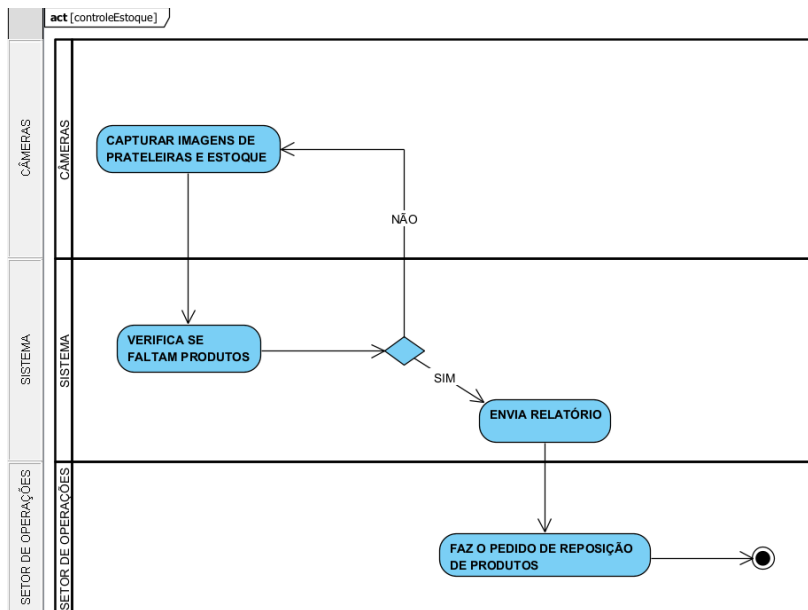 act [controleEstoque]
CÂMERAS
CÂMERAS
CAPTURAR IMAGENS DE
PRATELEIRAS E ESTOQUE
NÃO
SISTEMA
SISTEMA
VERIFICA SE
FALTAM PRODUTOS
SIM
ENVIA RELATÓRIO
SETOR DE OPERAÇÕES
SETOR DE OPERAÇÕES
FAZ O PEDIDO DE REPOSIÇÃO
DE PRODUTOS